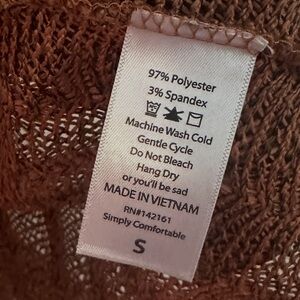 97% Polyester
3% Spandex
Machine Wash Cold
Gentle Cycle
Do Not Bleach
Hang Dry
or you'll be sad
MADE IN VIETNAM
RN#142161
Simply Comfortable
S